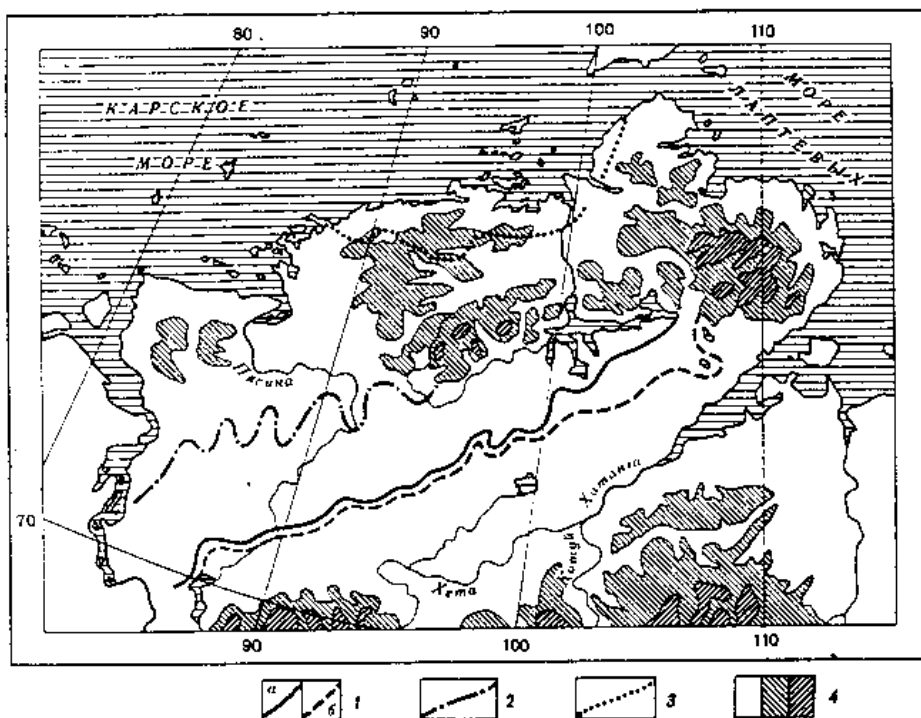 80 90 100 110
КАРСКОЕ
МОРЕ
МОРЕ
ЛАПТЕВЫХ
Пясина
70
Хатанга
Котуй
Хета
90 100 110
а
б 1 2 3 4